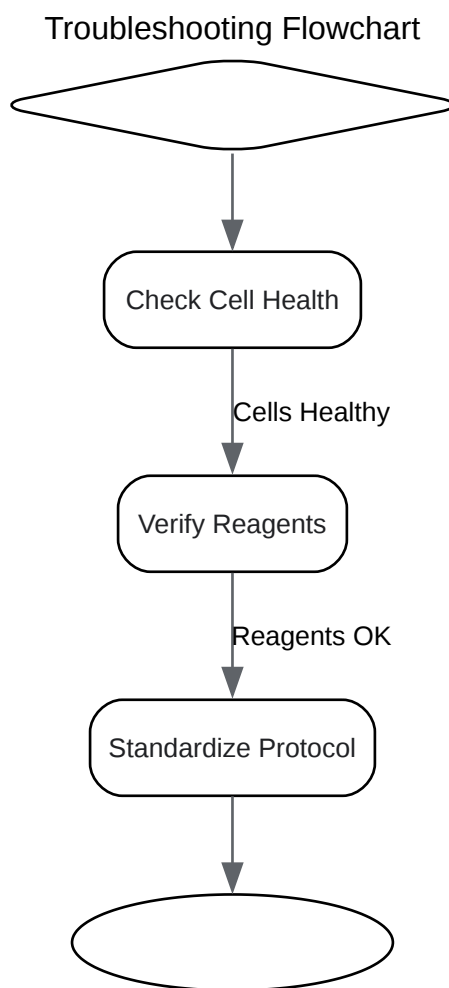 Troubleshooting Flowchart
Check Cell Health
Cells Healthy
Verify Reagents
Reagents OK
Standardize Protocol